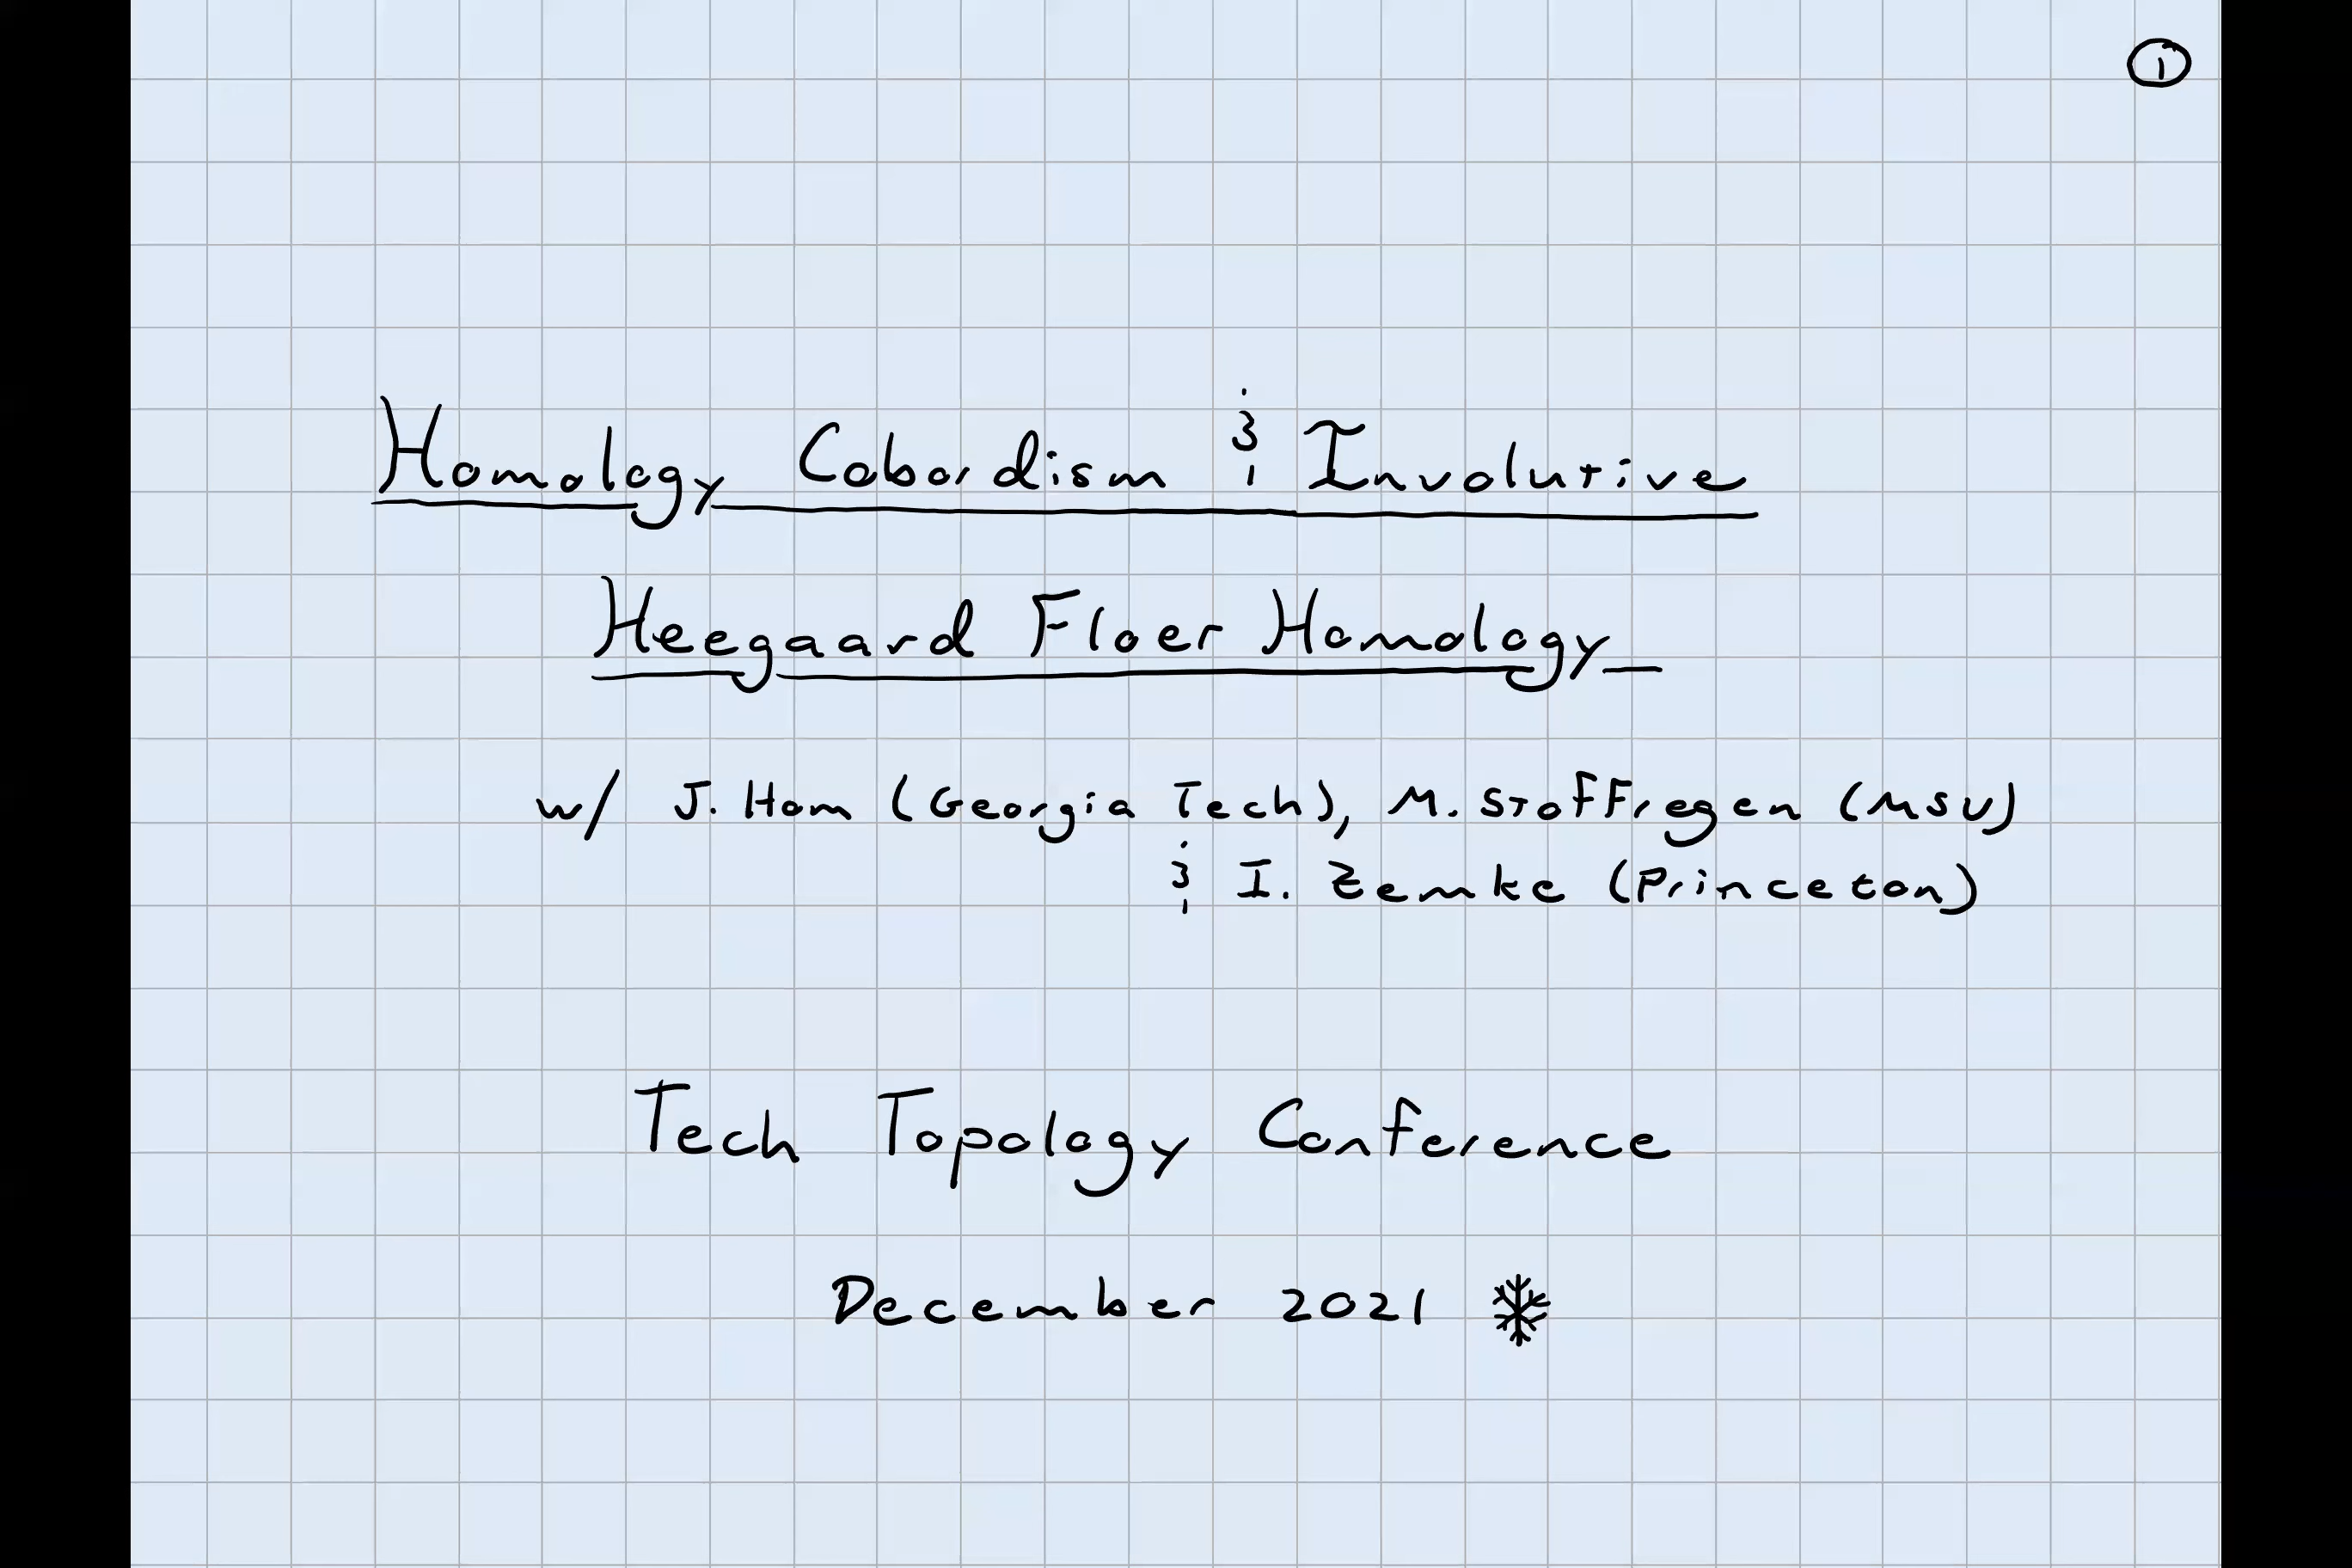 1
Homology Cobordism & Involutive
Heegaard Floer Homology
w/ J. Hom (Georgia Tech), M. Stoffregen (MSU)
& I. Zemke (Princeton)
Tech Topology Conference
December 2021